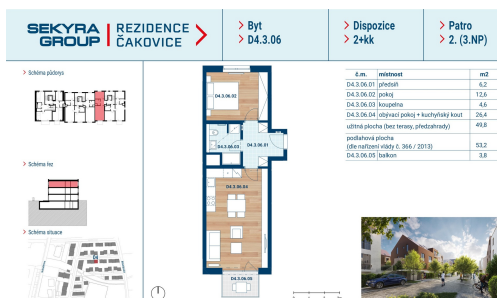 SEKYRA GROUP
REZIDENCE ČAKOVICE
Byt
D4.3.06
Dispozice
2+kk
Patro
2. (3.NP)
Schéma půdorys
Schéma řez
Schéma situace
D4.3.06.02
D4.3.06.03
D4.3.06.01
D4.3.06.04
D4.3.06.05
č.m. místnost m2
D4.3.06.01 předsíň 6,2
D4.3.06.02 pokoj 12,6
D4.3.06.03 koupelna 4,6
D4.3.06.04 obývací pokoj + kuchyňský kout 26,4
užitná plocha (bez terasy, předzahrady) 49,8
podlahová plocha
(dle nařízení vlády č. 366 / 2013) 53,2
D4.3.06.05 balkon 3,8